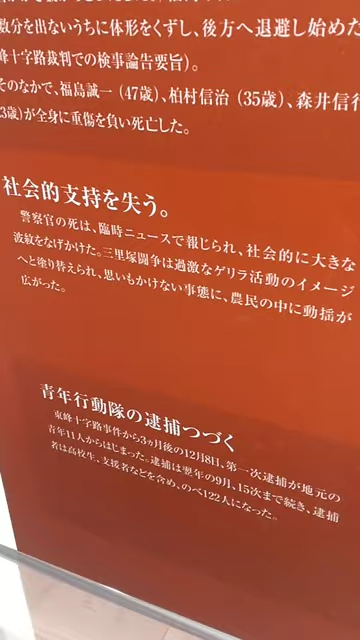 数分を出ないうちに体形をくずし、後方へ退避し始めた
峰十字路裁判での検事論告要旨）。
そのなかで、福島誠一（47歳）、柏村信治（35歳）、森井信行
3歳）が全身に重傷を負い死亡した。
社会的支持を失う。
警察官の死は、臨時ニュースで報じられ、社会的に大きな
波紋をなげかけた。三里塚闘争は過激なゲリラ活動のイメージ
へと塗り替えられ、思いもかけない事態に、農民の中に動揺が
広がった。
青年行動隊の逮捕つづく
東峰十字路事件から3ヵ月後の12月8日、第一次逮捕が地元の
青年11人からはじまった。逮捕は翌年の9月、15次まで続き、逮捕
者は高校生、支援者などを含め、のべ122人になった。